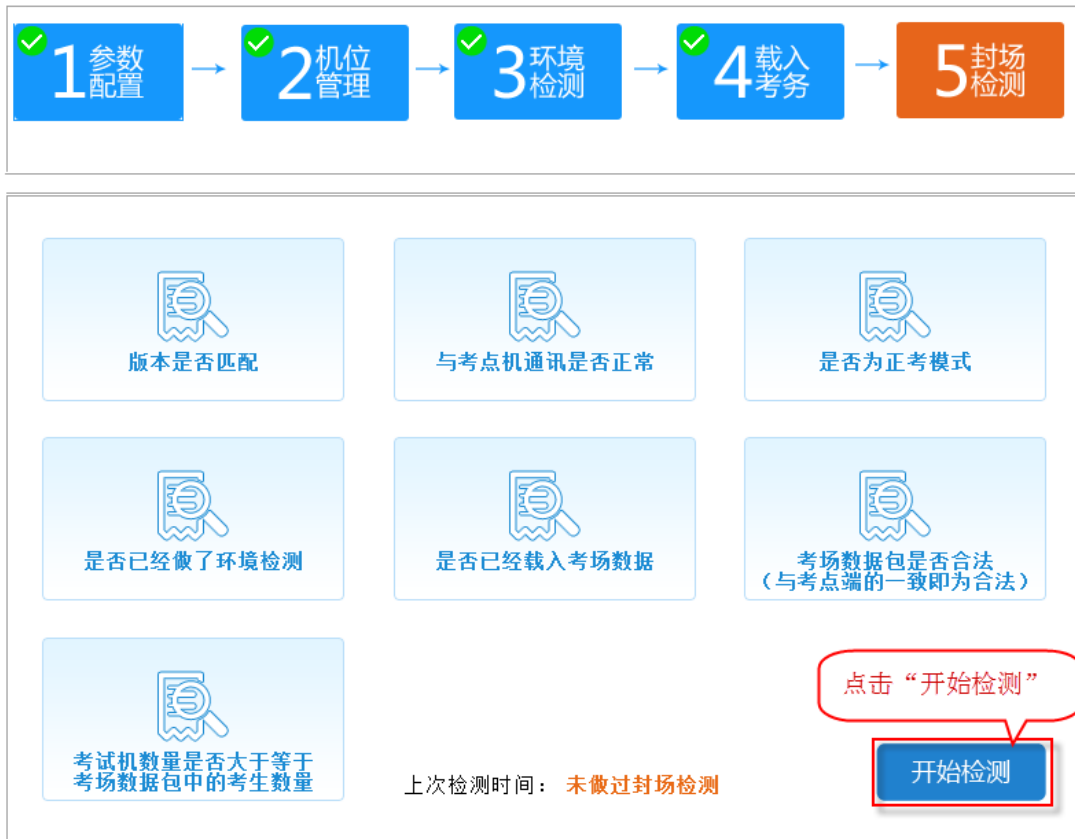 1 参数
配置
2 机位
管理
3 环境
检测
4 载入
考务
5 封场
检测
版本是否匹配
与考点机通讯是否正常
是否为正考模式
是否已经做了环境检测
是否已经载入考场数据
考场数据包是否合法
（与考点端的一致即为合法）
考试机数量是否大于等于
考场数据包中的考生数量
点击“开始检测”
上次检测时间： 未做过封场检测
开始检测